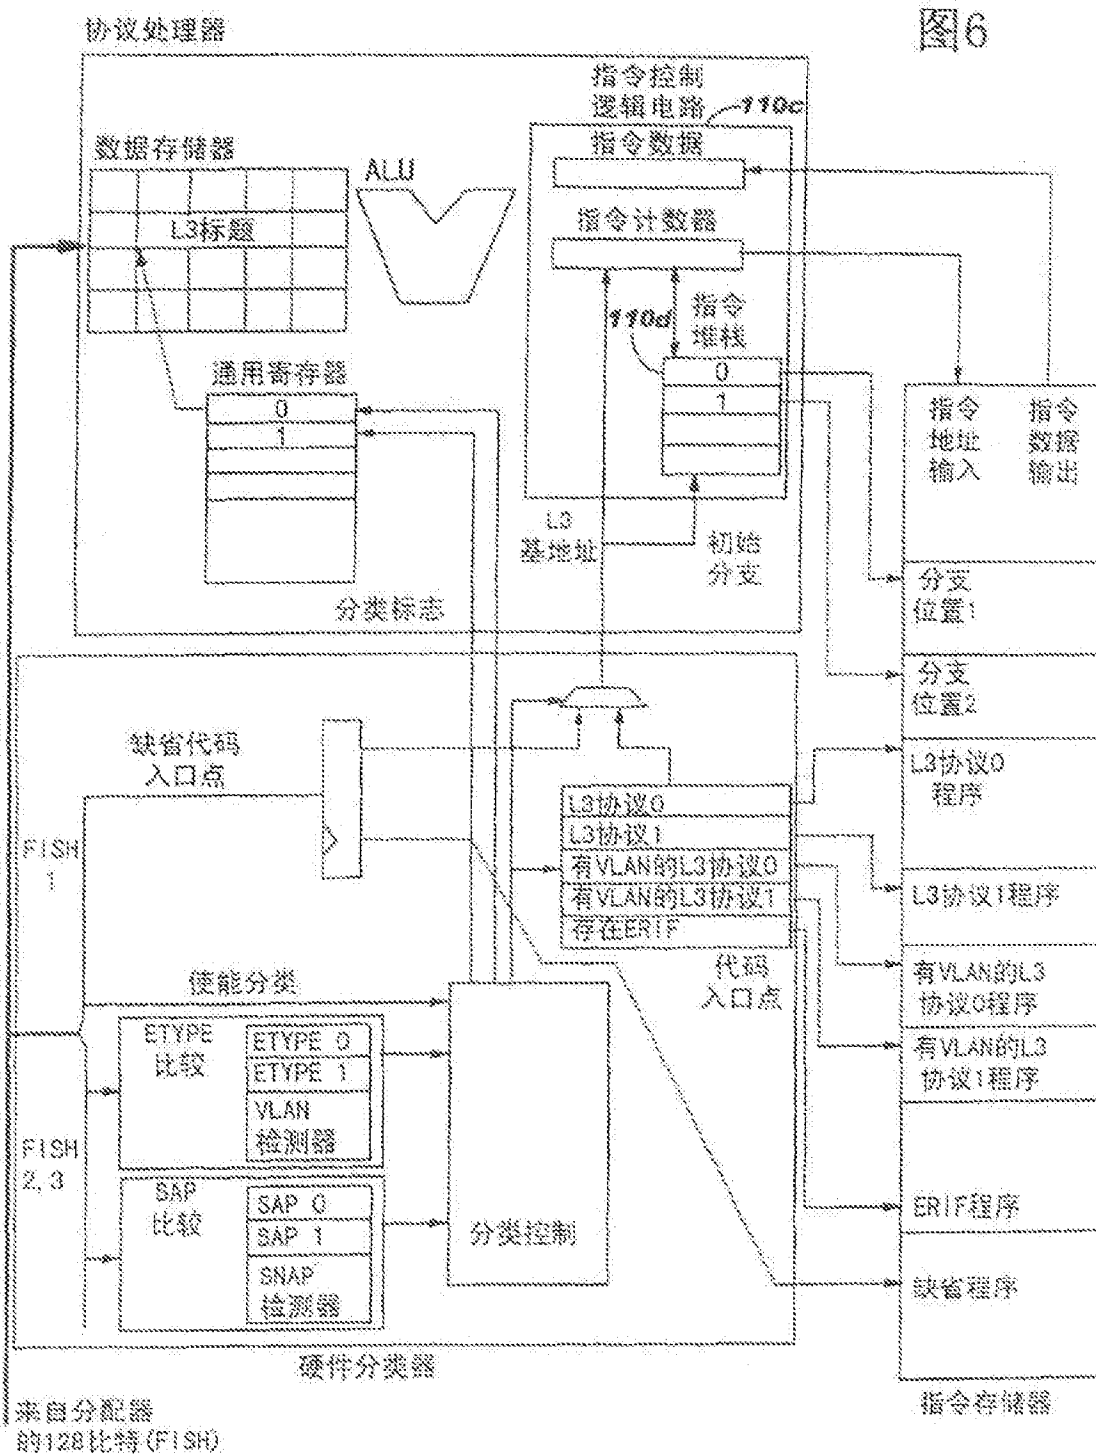 图6
协议处理器
指令控制
逻辑电路
110c
数据存储器
ALU
指令数据
L3标题
指令计数器
110d
指令
堆栈
0
1
通用寄存器
0
1
指令
地址
输入
指令
数据
输出
L3
基地址
初始
分支
分类标志
分支
位置1
分支
位置2
缺省代码
入口点
L3协议0
程序
FISH
1
L3协议0
L3协议1
有VLAN的L3协议0
有VLAN的L3协议1
存在ERIF
代码
入口点
L3协议1程序
有VLAN的L3
协议0程序
有VLAN的L3
协议1程序
使能分类
ETYPE
比较
ETYPE 0
ETYPE 1
VLAN
检测器
FISH
2,3
SAP
比较
SAP 0
SAP 1
SNAP
检测器
分类控制
ERIF程序
缺省程序
硬件分类器
指令存储器
来自分配器
的128比特(FISH)